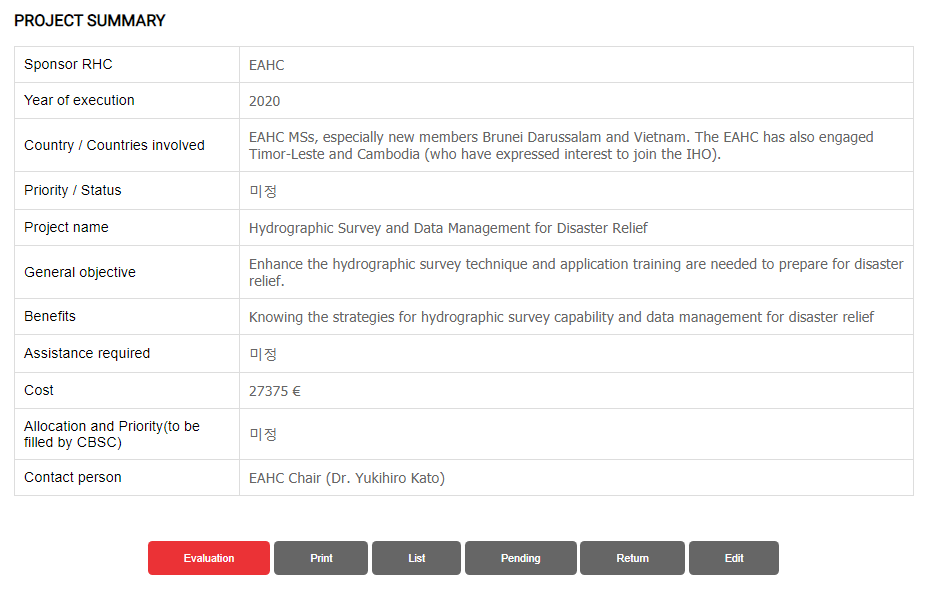 PROJECT SUMMARY
Sponsor RHC
EAHC
Year of execution
2020
Country / Countries involved
EAHC MSs, especially new members Brunei Darussalam and Vietnam. The EAHC has also engaged
Timor-Leste and Cambodia (who have expressed interest to join the IHO).
Priority / Status
미정
Project name
Hydrographic Survey and Data Management for Disaster Relief
General objective
Enhance the hydrographic survey technique and application training are needed to prepare for disaster
relief.
Benefits
Knowing the strategies for hydrographic survey capability and data management for disaster relief
Assistance required
미정
Cost
27375 €
Allocation and Priority(to be
filled by CBSC)
미정
Contact person
EAHC Chair (Dr. Yukihiro Kato)
Evaluation
Print
List
Pending
Return
Edit